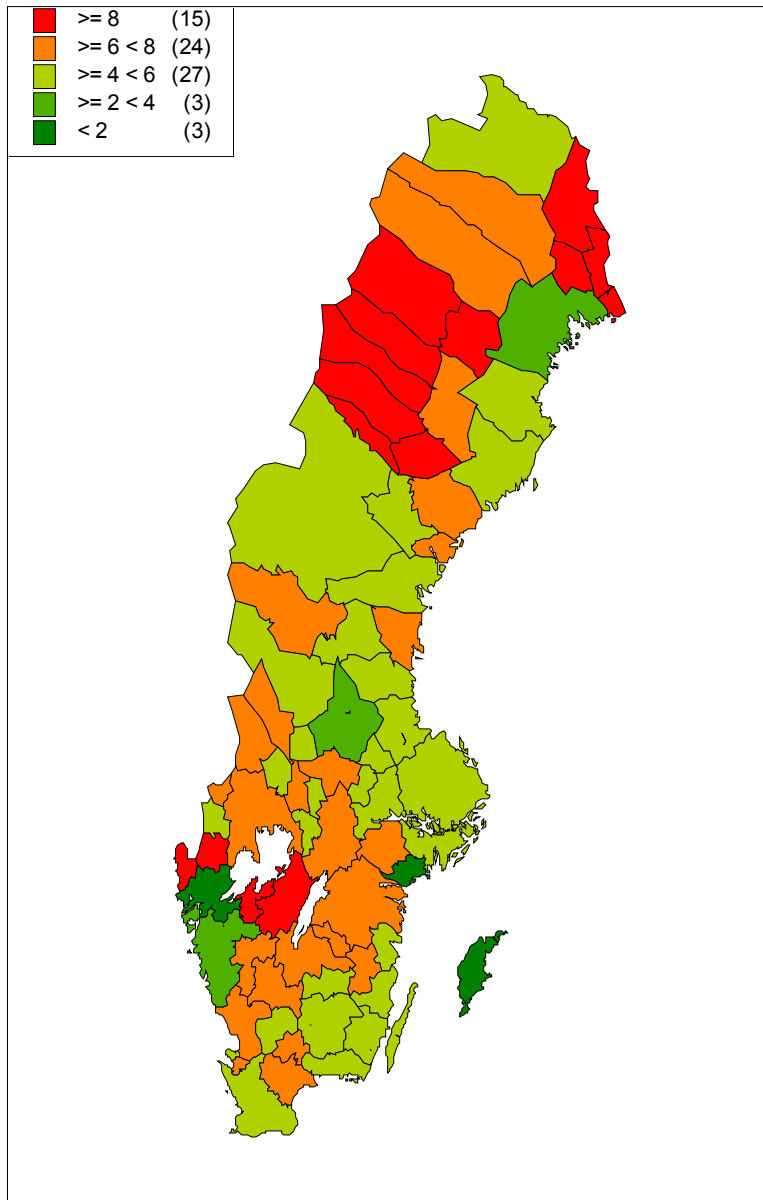 >= 8 (15)
>= 6 < 8 (24)
>= 4 < 6 (27)
>= 2 < 4 (3)
< 2 (3)